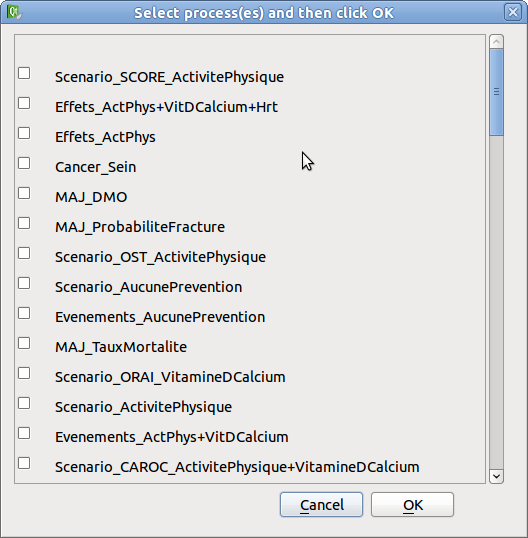 Select process(es) and then click OK
Scenario_SCORE_ActivitePhysique
Effets_ActPhys+VitDCalcium+Hrt
Effets_ActPhys
Cancer_Sein
MAJ_DMO
MAJ_ProbabiliteFracture
Scenario_OST_ActivitePhysique
Scenario_AucunePrevention
Evenements_AucunePrevention
MAJ_TauxMortalite
Scenario_ORAI_VitamineDCalcium
Scenario_ActivitePhysique
Evenements_ActPhys+VitDCalcium
Scenario_CAROC_ActivitePhysique+VitamineDCalcium
Cancel OK